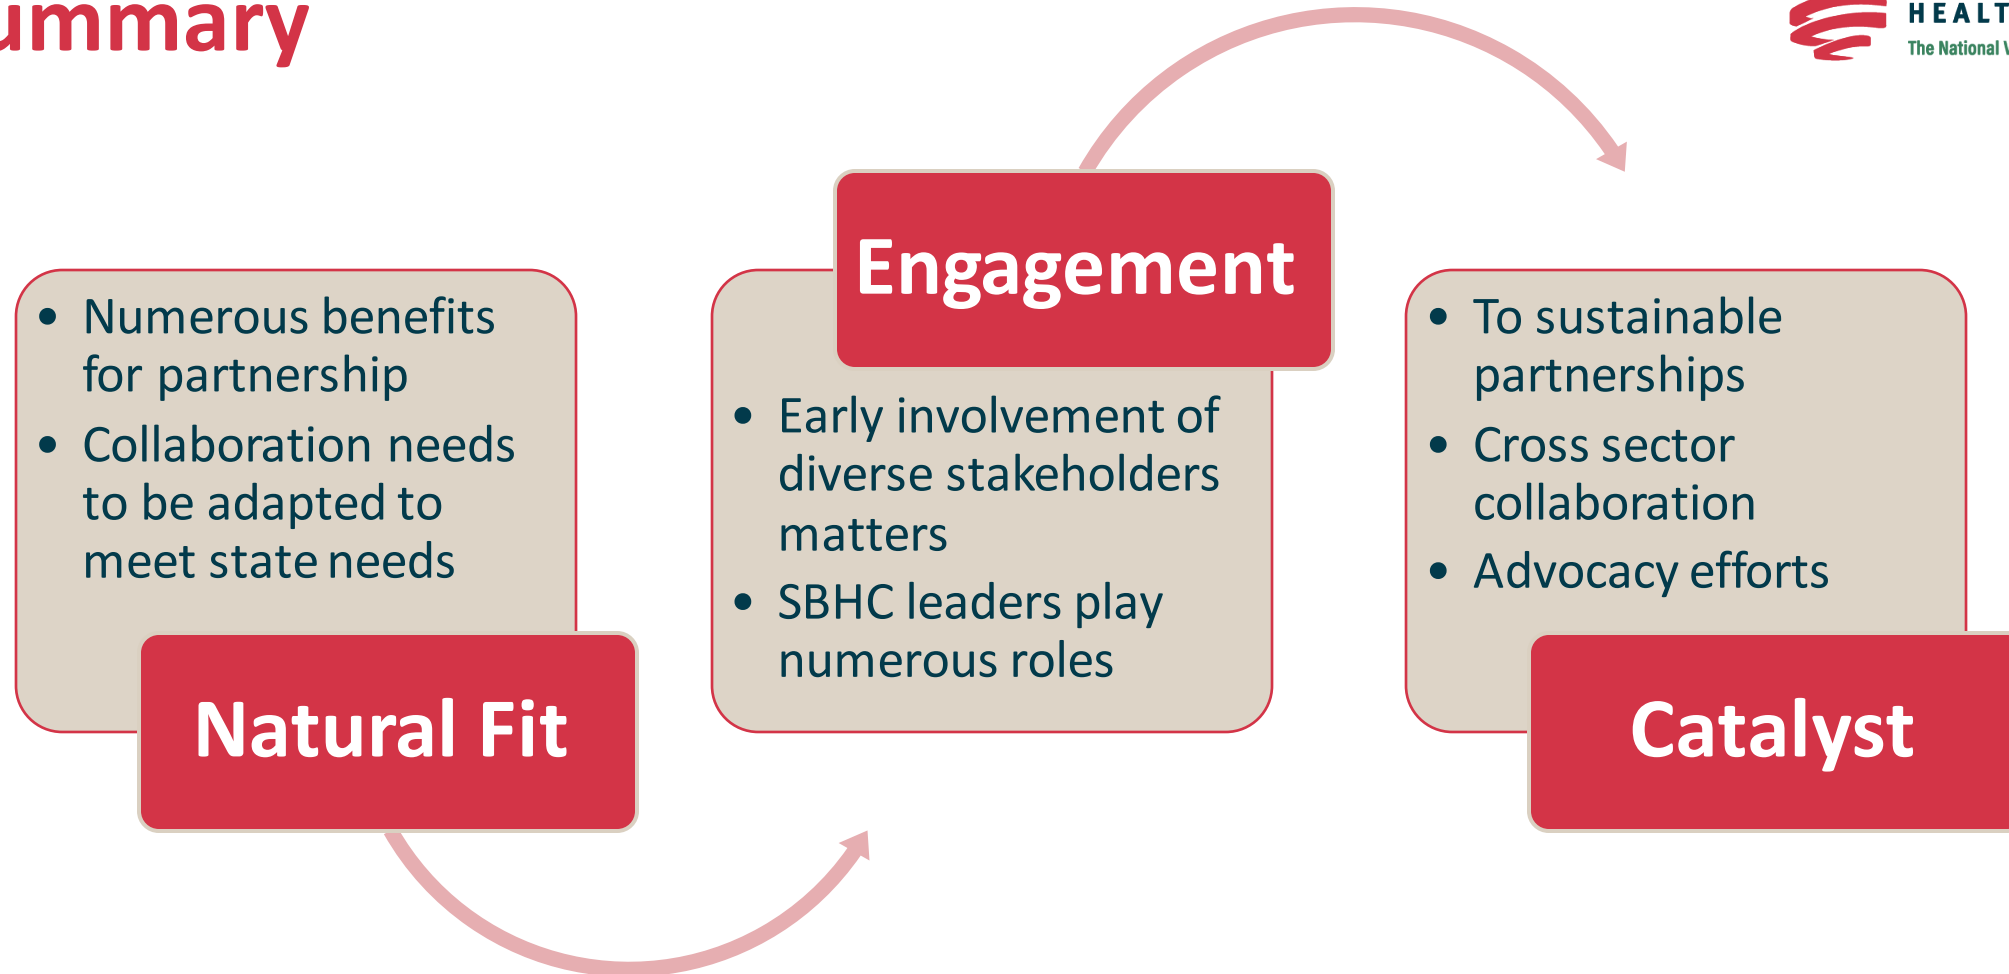 ummary
HEALT
The National V
• Numerous benefits
for partnership
• Collaboration needs
to be adapted to
meet state needs
Natural Fit
Engagement
• Early involvement of
diverse stakeholders
matters
• SBHC leaders play
numerous roles
• To sustainable
partnerships
• Cross sector
collaboration
• Advocacy efforts
Catalyst